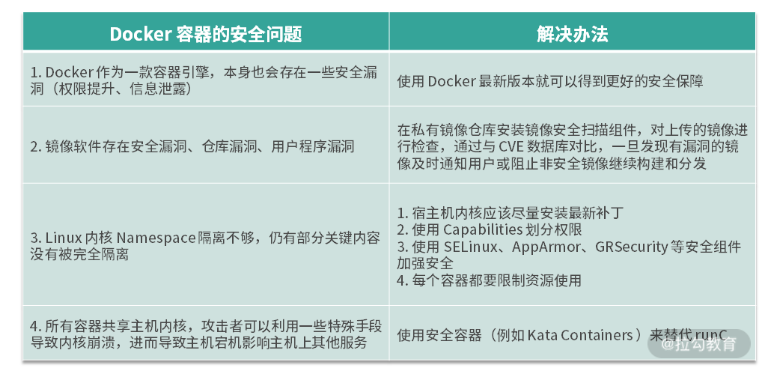 Docker 容器的安全问题
解决办法
1. Docker 作为一款容器引擎，本身也会存在一些安全漏
洞（权限提升、信息泄露）
使用 Docker 最新版本就可以得到更好的安全保障
2. 镜像软件存在安全漏洞、仓库漏洞、用户程序漏洞
在私有镜像仓库安装镜像安全扫描组件，对上传的镜像进
行检查，通过与 CVE 数据库对比，一旦发现有漏洞的镜
像及时通知用户或阻止非安全镜像继续构建和分发
3. Linux 内核 Namespace 隔离不够，仍有部分关键内容
没有被完全隔离
1. 宿主机内核应该尽量安装最新补丁
2. 使用 Capabilities 划分权限
3. 使用 SELinux、AppArmor、GRSecurity 等安全组件
加强安全
4. 每个容器都要限制资源使用
4. 所有容器共享主机内核，攻击者可以利用一些特殊手段
导致内核崩溃，进而导致主机宕机影响主机上其他服务
使用安全容器（例如 Kata Containers ）来替代 runC
@拉勾教育